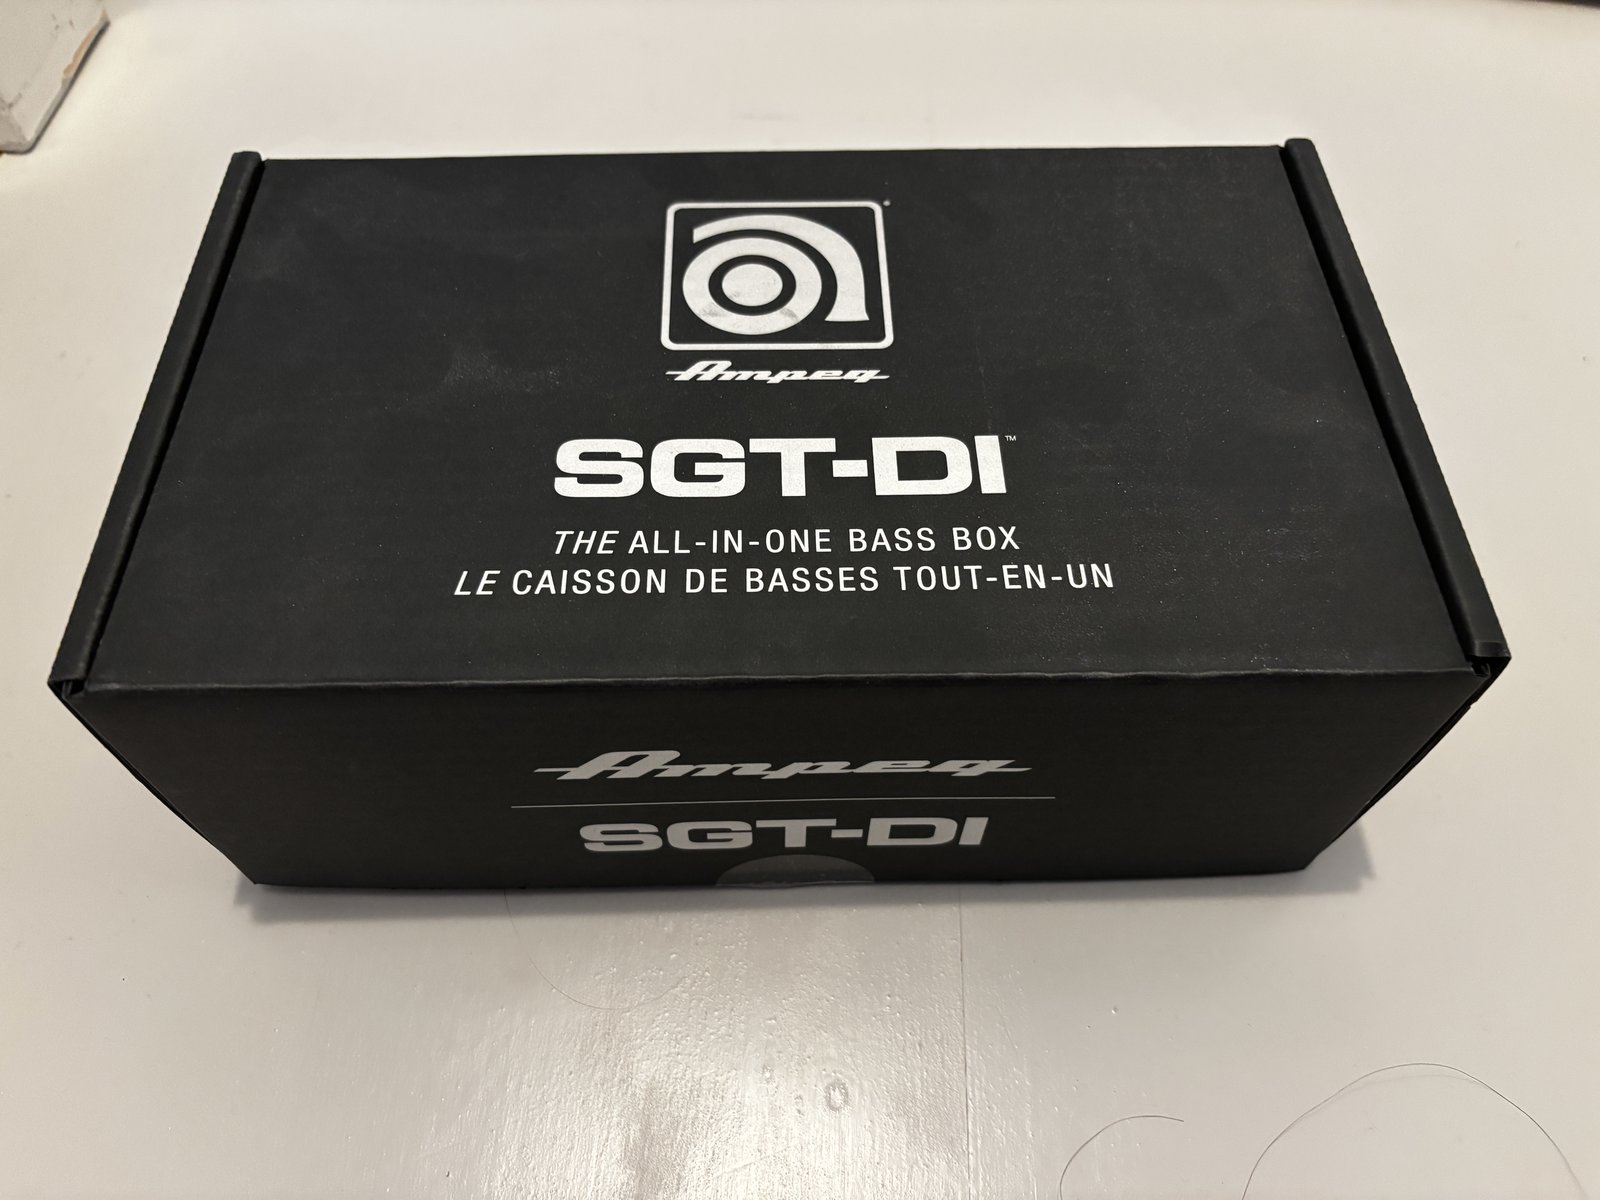 Ampeg
SGT-DI™
THE ALL-IN-ONE BASS BOX
LE CAISSON DE BASSES TOUT-EN-UN
Ampeg
SGT-DI